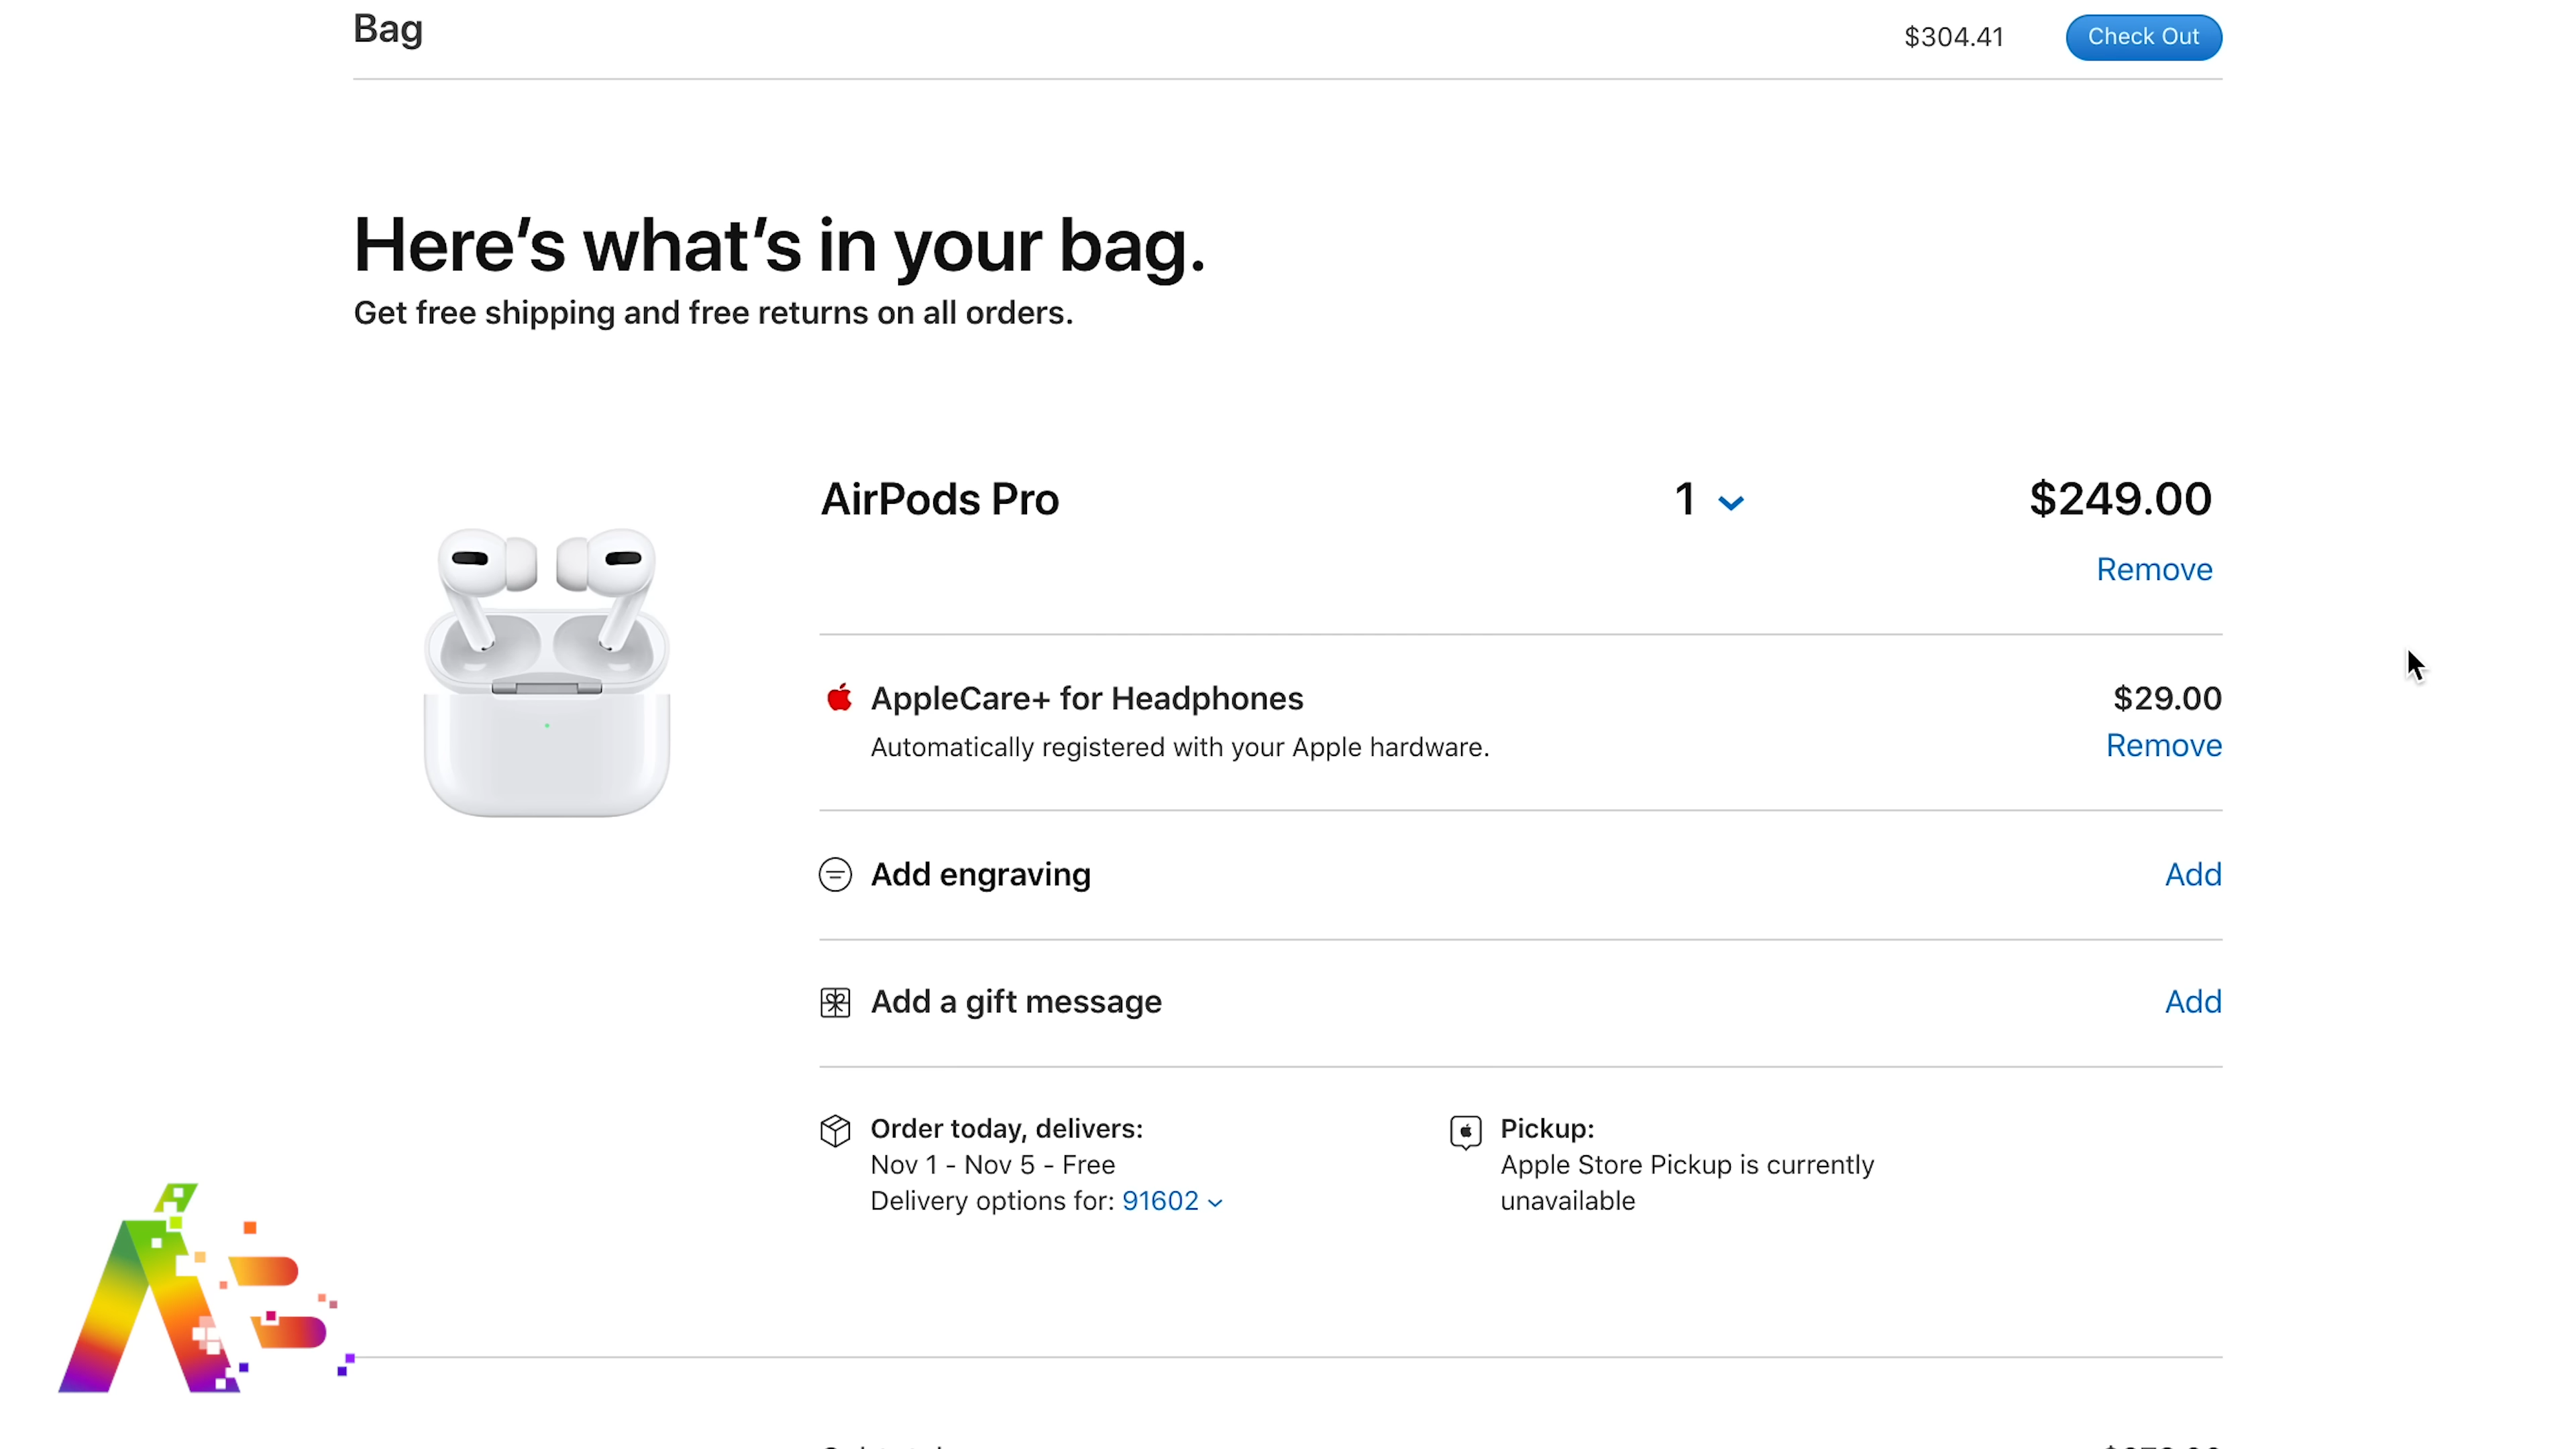 Bag
$304.41
Check Out
Here’s what’s in your bag.
Get free shipping and free returns on all orders.
AirPods Pro
1
$249.00
Remove
AppleCare+ for Headphones
$29.00
Automatically registered with your Apple hardware.
Remove
Add engraving
Add
Add a gift message
Add
Order today, delivers:
Nov 1 - Nov 5 - Free
Delivery options for: 91602
Pickup:
Apple Store Pickup is currently
unavailable